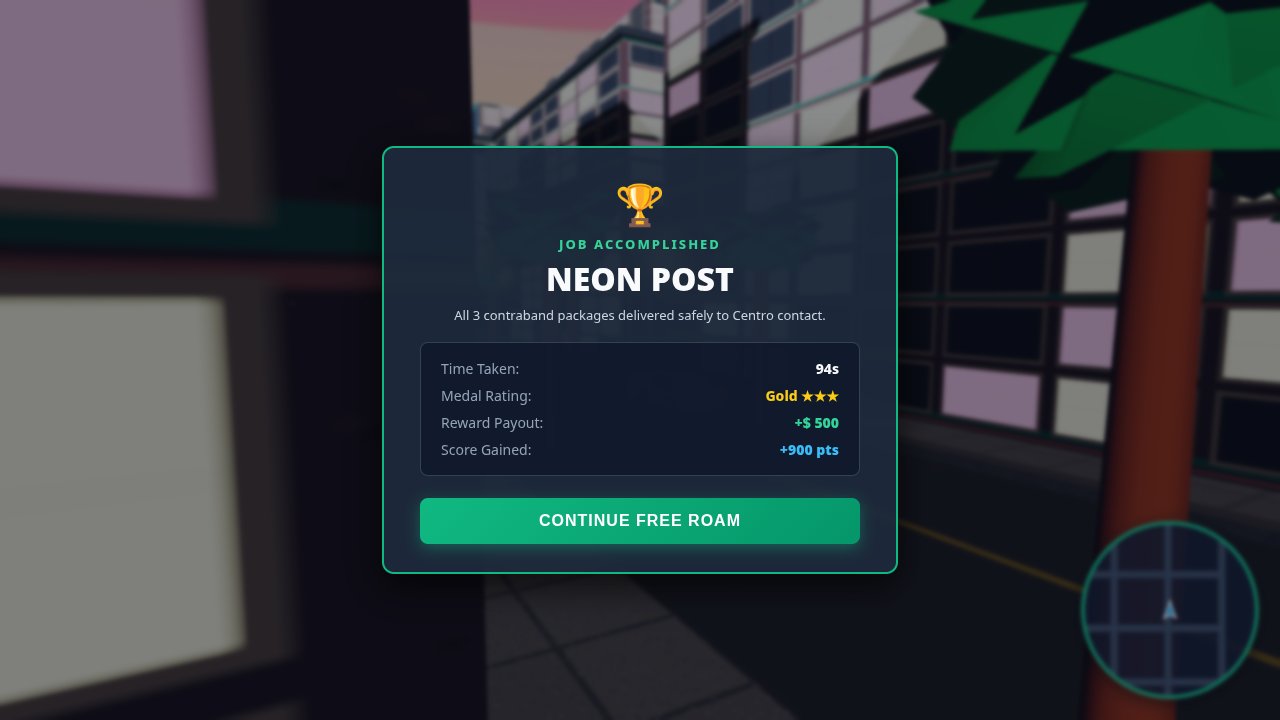 JOB ACCOMPLISHED
NEON POST
All 3 contraband packages delivered safely to Centro contact.
Time Taken: 94s
Medal Rating: Gold ★★★
Reward Payout: +$ 500
Score Gained: +900 pts
CONTINUE FREE ROAM